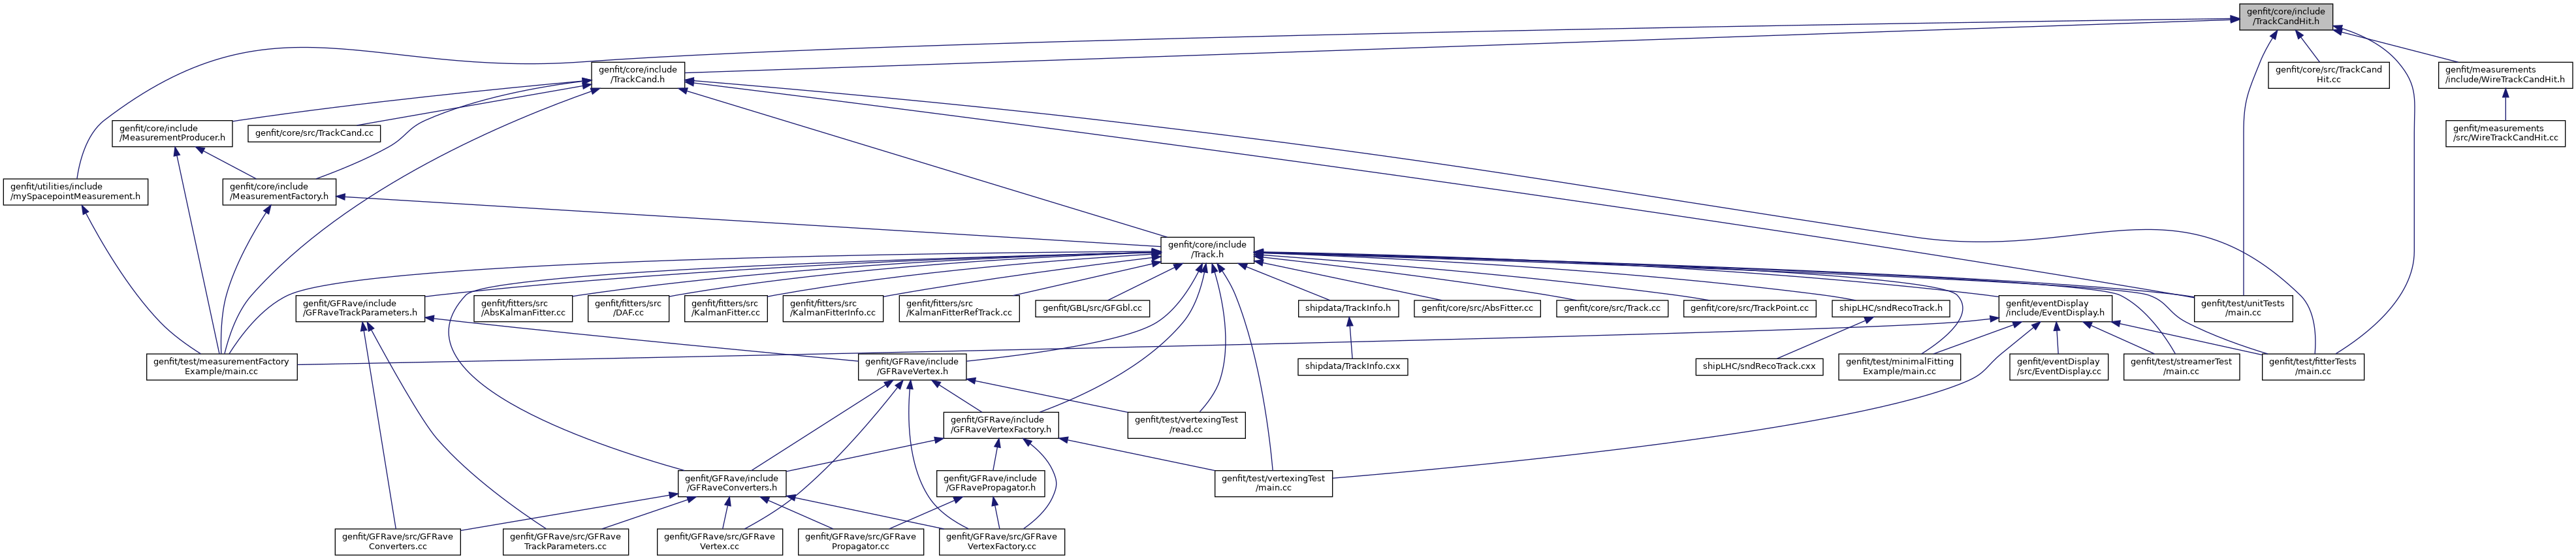 genfit/core/include
/TrackCandHit.h
genfit/core/include
/TrackCand.h
genfit/core/src/TrackCand
Hit.cc
genfit/measurements
/include/WireTrackCandHit.h
genfit/core/include
/MeasurementProducer.h
genfit/core/src/TrackCand.cc
genfit/measurements
/src/WireTrackCandHit.cc
genfit/utilities/include
/mySpacepointMeasurement.h
genfit/core/include
/MeasurementFactory.h
genfit/core/include
/Track.h
genfit/GFRave/include
/GFRaveTrackParameters.h
genfit/fitters/src
/AbsKalmanFitter.cc
genfit/fitters/src
/DAF.cc
genfit/fitters/src
/KalmanFitter.cc
genfit/fitters/src
/KalmanFitterInfo.cc
genfit/fitters/src
/KalmanFitterRefTrack.cc
genfit/GBL/src/GFGbl.cc
shipdata/TrackInfo.h
genfit/core/src/AbsFitter.cc
genfit/core/src/Track.cc
genfit/core/src/TrackPoint.cc
shipLHC/sndRecoTrack.h
genfit/eventDisplay
/include/EventDisplay.h
genfit/test/unitTests
/main.cc
genfit/test/measurementFactory
Example/main.cc
genfit/GFRave/include
/GFRaveVertex.h
shipdata/TrackInfo.cxx
shipLHC/sndRecoTrack.cxx
genfit/test/minimalFitting
Example/main.cc
genfit/eventDisplay
/src/EventDisplay.cc
genfit/test/streamerTest
/main.cc
genfit/test/fitterTests
/main.cc
genfit/GFRave/include
/GFRaveVertexFactory.h
genfit/test/vertexingTest
/read.cc
genfit/GFRave/include
/GFRaveConverters.h
genfit/GFRave/include
/GFRavePropagator.h
genfit/test/vertexingTest
/main.cc
genfit/GFRave/src/GFRave
Converters.cc
genfit/GFRave/src/GFRave
TrackParameters.cc
genfit/GFRave/src/GFRave
Vertex.cc
genfit/GFRave/src/GFRave
Propagator.cc
genfit/GFRave/src/GFRave
VertexFactory.cc